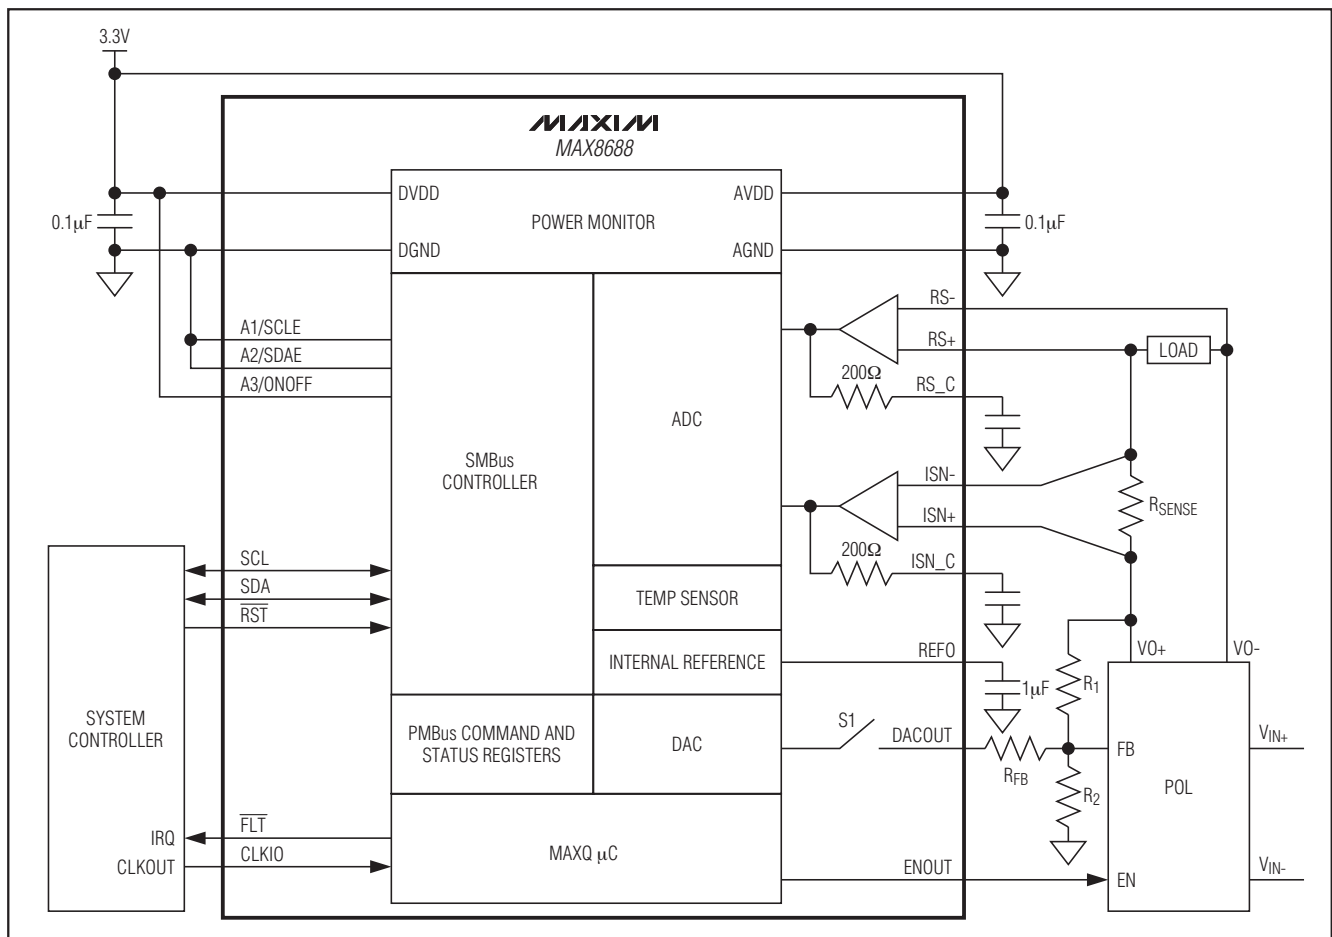 3.3V
MAXIM
MAX8688
DVDD
AVDD
0.1µF
POWER MONITOR
0.1µF
DGND
AGND
RS-
A1/SCLE
RS+
LOAD
A2/SDAE
200Ω
RS_C
A3/ONOFF
ADC
SMBus
CONTROLLER
ISN-
RSENSE
ISN+
200Ω
ISN_C
SCL
SDA
TEMP SENSOR
RST
REFO
VO+
VO-
INTERNAL REFERENCE
1µF
R1
SYSTEM
CONTROLLER
PMBus COMMAND AND
STATUS REGISTERS
DAC
S1
DACOUT
RFB
FB
VIN+
R2
POL
IRQ
FLT
CLKOUT
CLKIO
MAXQ µC
ENOUT
EN
VIN-